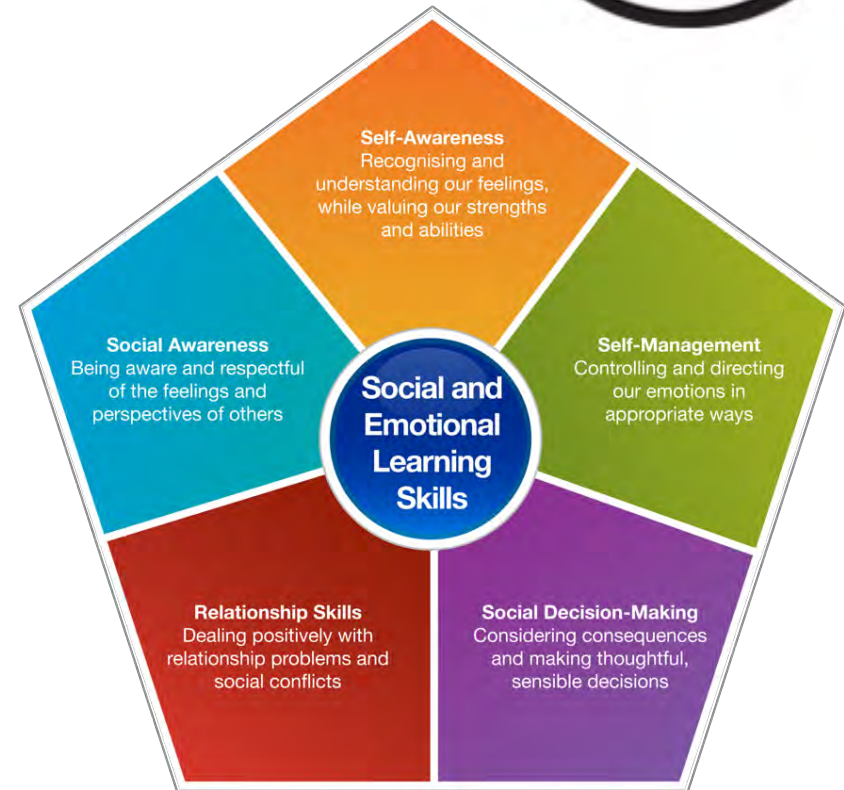 Self-Awareness
Recognising and
understanding our feelings,
while valuing our strengths
and abilities
Social Awareness
Being aware and respectful
of the feelings and
perspectives of others
Self-Management
Controlling and directing
our emotions in
appropriate ways
Social and
Emotional
Learning
Skills
Relationship Skills
Dealing positively with
relationship problems and
social conflicts
Social Decision-Making
Considering consequences
and making thoughtful,
sensible decisions